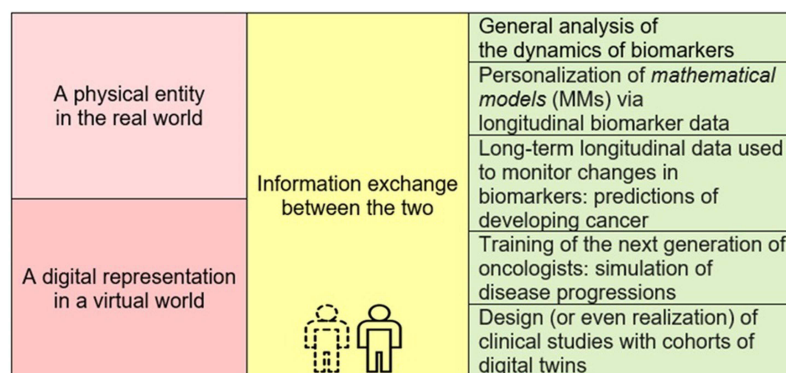 A physical entity
in the real world
A digital representation
in a virtual world
Information exchange
between the two
General analysis of
the dynamics of biomarkers
Personalization of mathematical
models (MMs) via
longitudinal biomarker data
Long-term longitudinal data used
to monitor changes in
biomarkers: predictions of
developing cancer
Training of the next generation of
oncologists: simulation of
disease progressions
Design (or even realization) of
clinical studies with cohorts of
digital twins